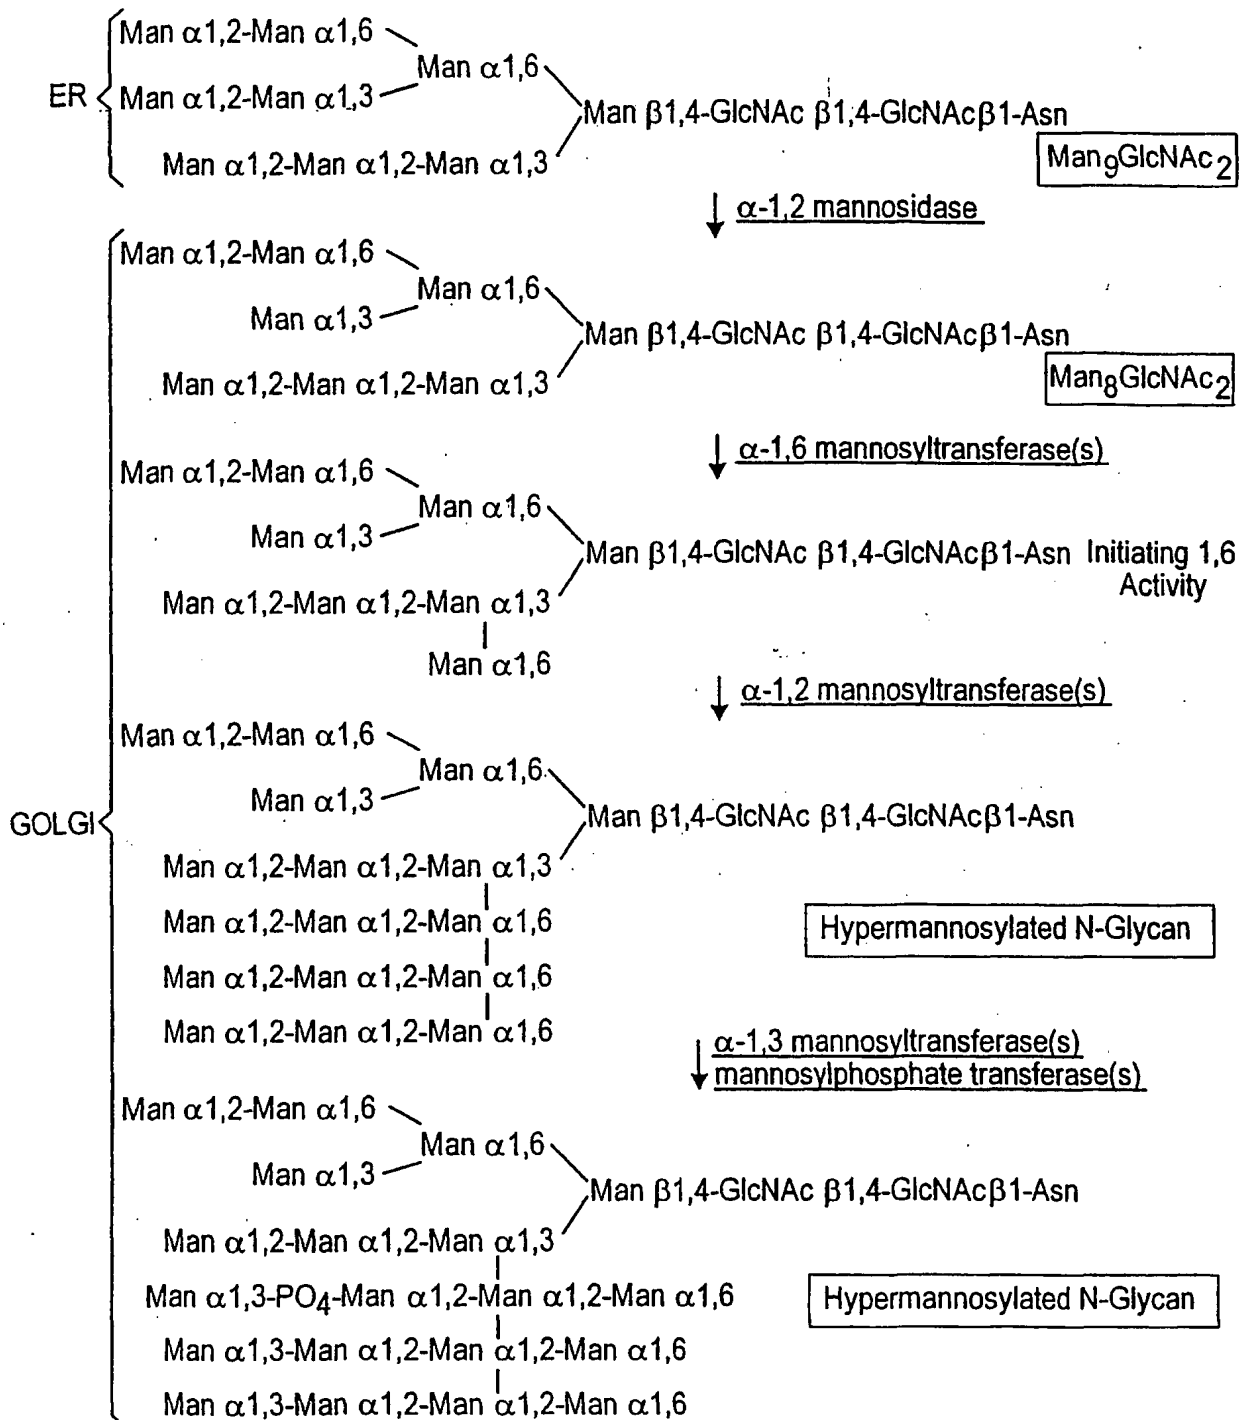 Man α1,2-Man α1,6
Man α1,6
ER
Man α1,2-Man α1,3
Man β1,4-GlcNAc β1,4-GlcNAcβ1-Asn
Man α1,2-Man α1,2-Man α1,3
Man9GlcNAc2
α-1,2 mannosidase
Man α1,2-Man α1,6
Man α1,6
Man α1,3
Man β1,4-GlcNAc β1,4-GlcNAcβ1-Asn
Man α1,2-Man α1,2-Man α1,3
Man8GlcNAc2
α-1,6 mannosyltransferase(s)
Man α1,2-Man α1,6
Man α1,6
Man α1,3
Man β1,4-GlcNAc β1,4-GlcNAcβ1-Asn Initiating 1,6
Activity
Man α1,2-Man α1,2-Man α1,3
Man α1,6
α-1,2 mannosyltransferase(s)
Man α1,2-Man α1,6
Man α1,6
Man α1,3
GOLGI
Man β1,4-GlcNAc β1,4-GlcNAcβ1-Asn
Man α1,2-Man α1,2-Man α1,3
Man α1,2-Man α1,2-Man α1,6
Hypermannosylated N-Glycan
Man α1,2-Man α1,2-Man α1,6
Man α1,2-Man α1,2-Man α1,6
α-1,3 mannosyltransferase(s)
mannosylphosphate transferase(s)
Man α1,2-Man α1,6
Man α1,6
Man α1,3
Man β1,4-GlcNAc β1,4-GlcNAcβ1-Asn
Man α1,2-Man α1,2-Man α1,3
Man α1,3-PO4-Man α1,2-Man α1,2-Man α1,6
Hypermannosylated N-Glycan
Man α1,3-Man α1,2-Man α1,2-Man α1,6
Man α1,3-Man α1,2-Man α1,2-Man α1,6